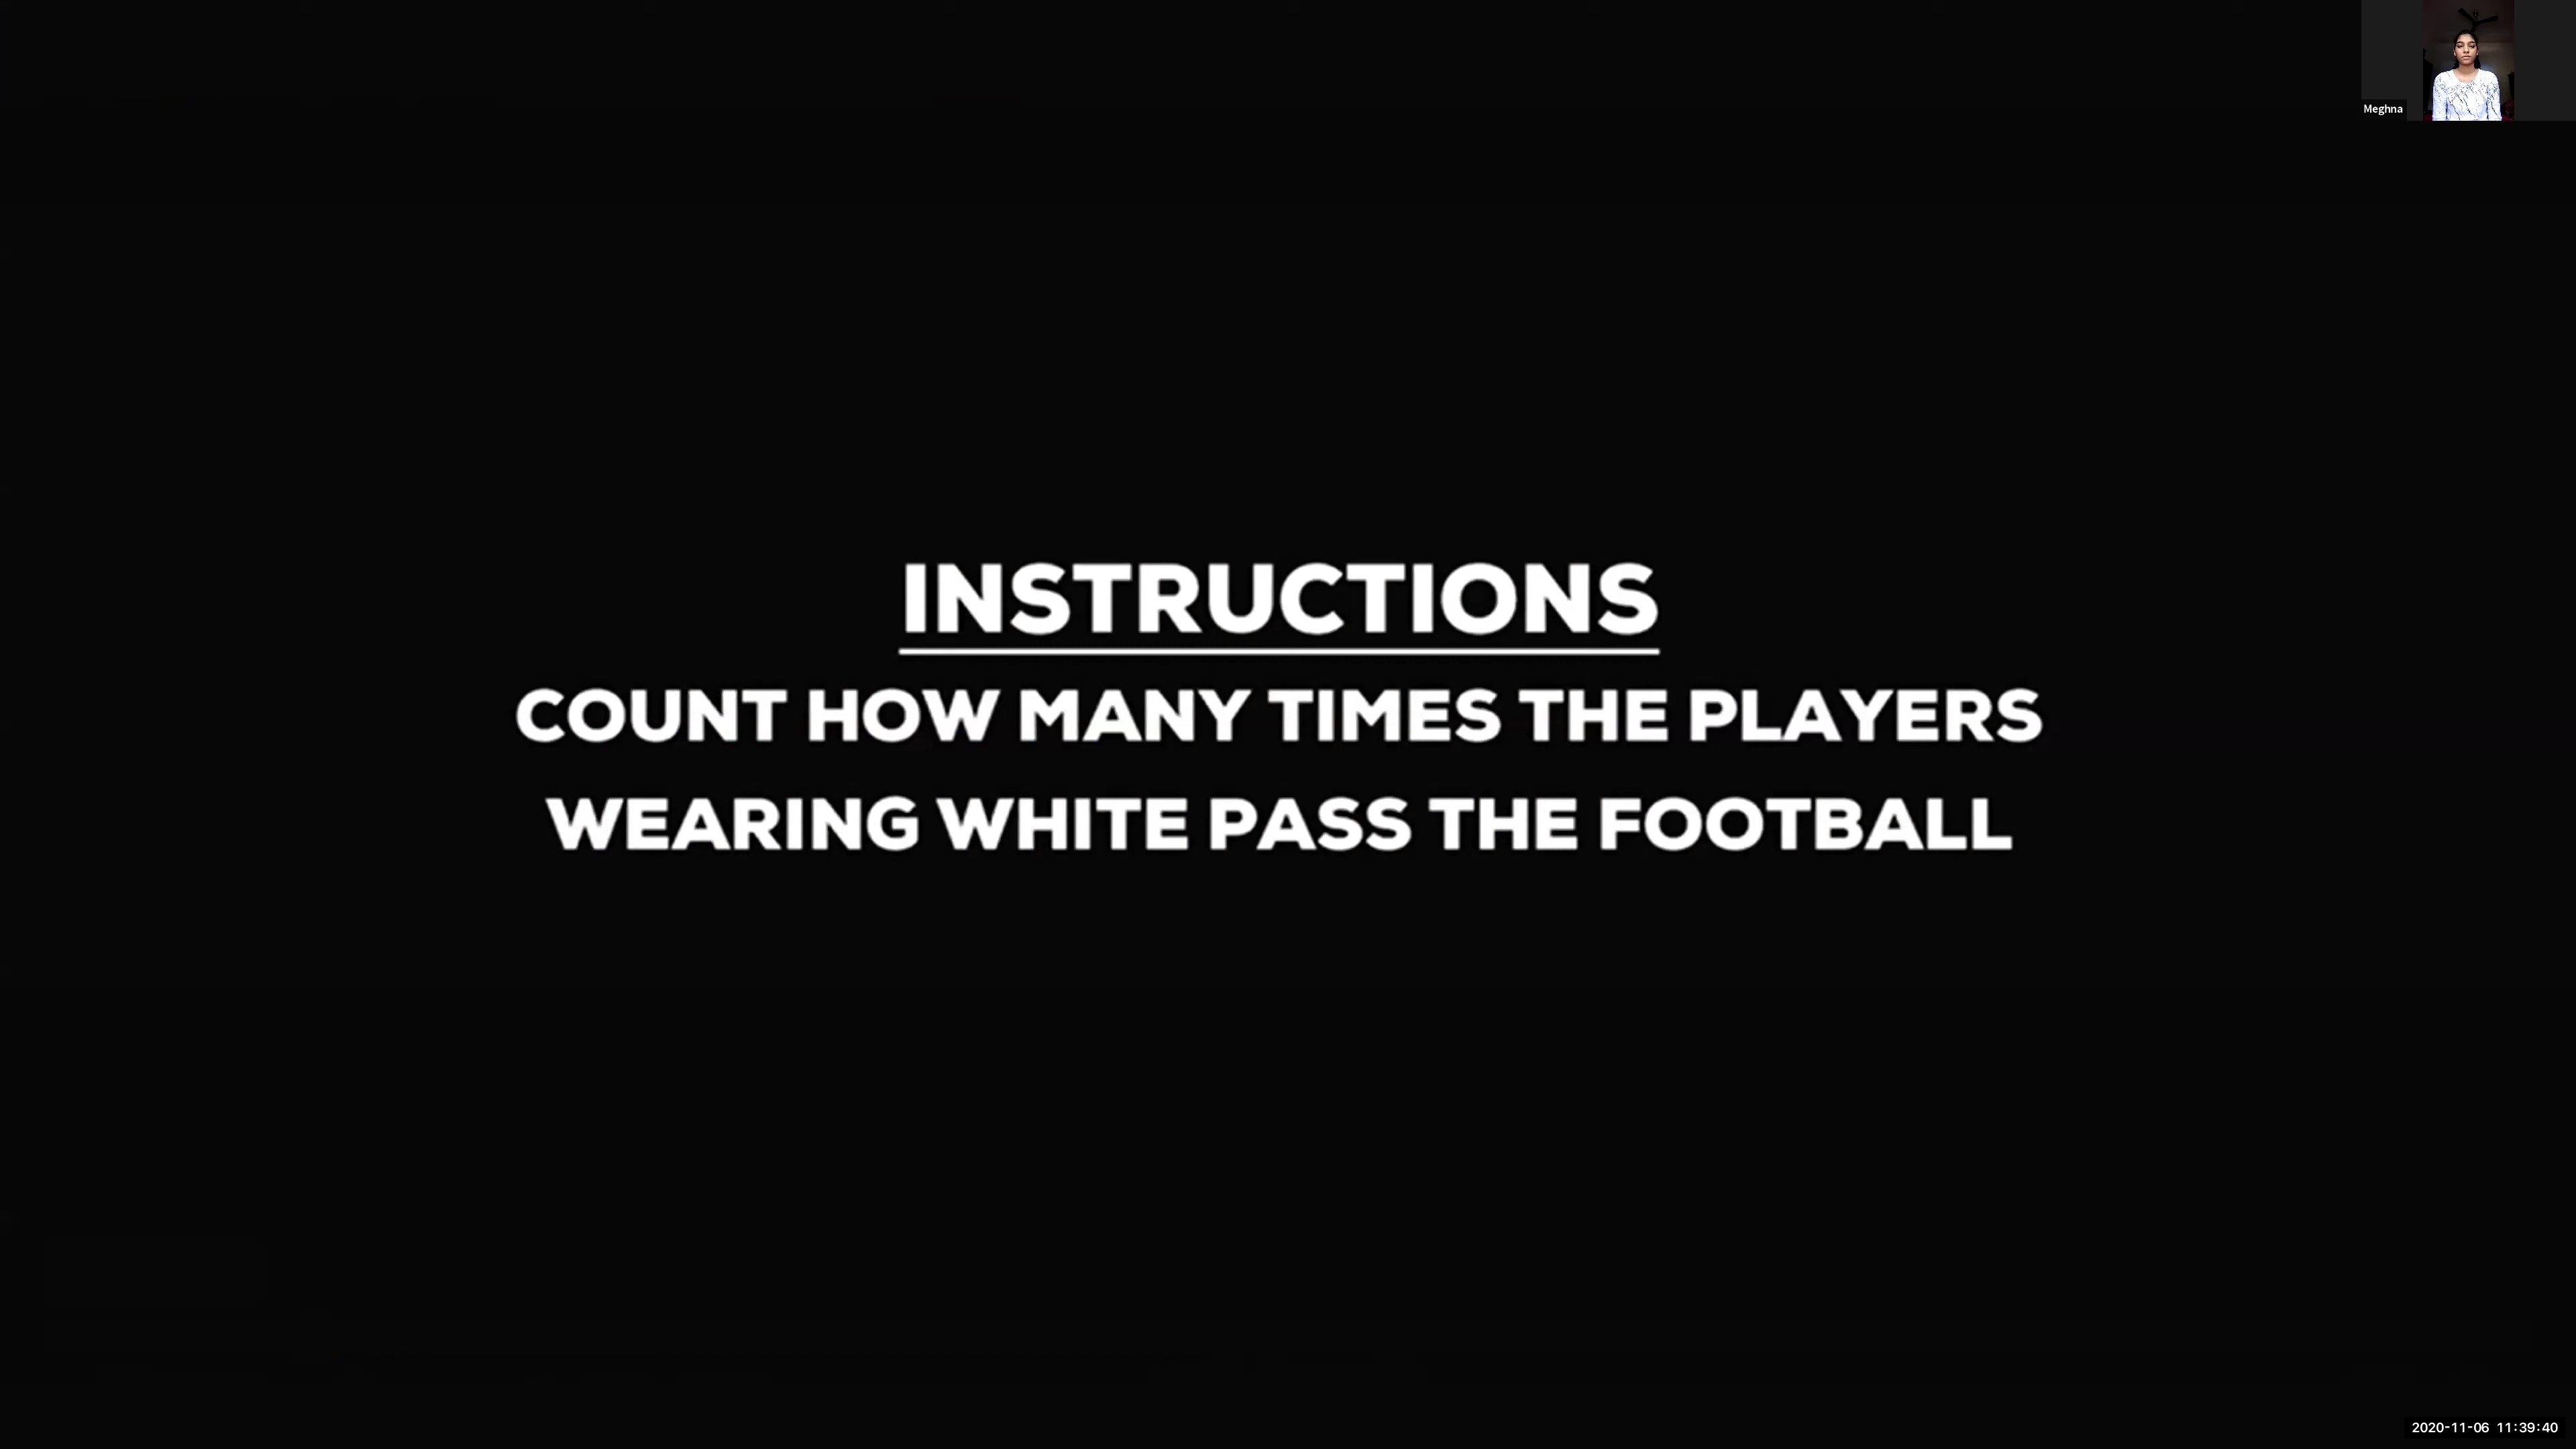 Meghna
INSTRUCTIONS
COUNT HOW MANY TIMES THE PLAYERS
WEARING WHITE PASS THE FOOTBALL
2020-11-06 11:39:40